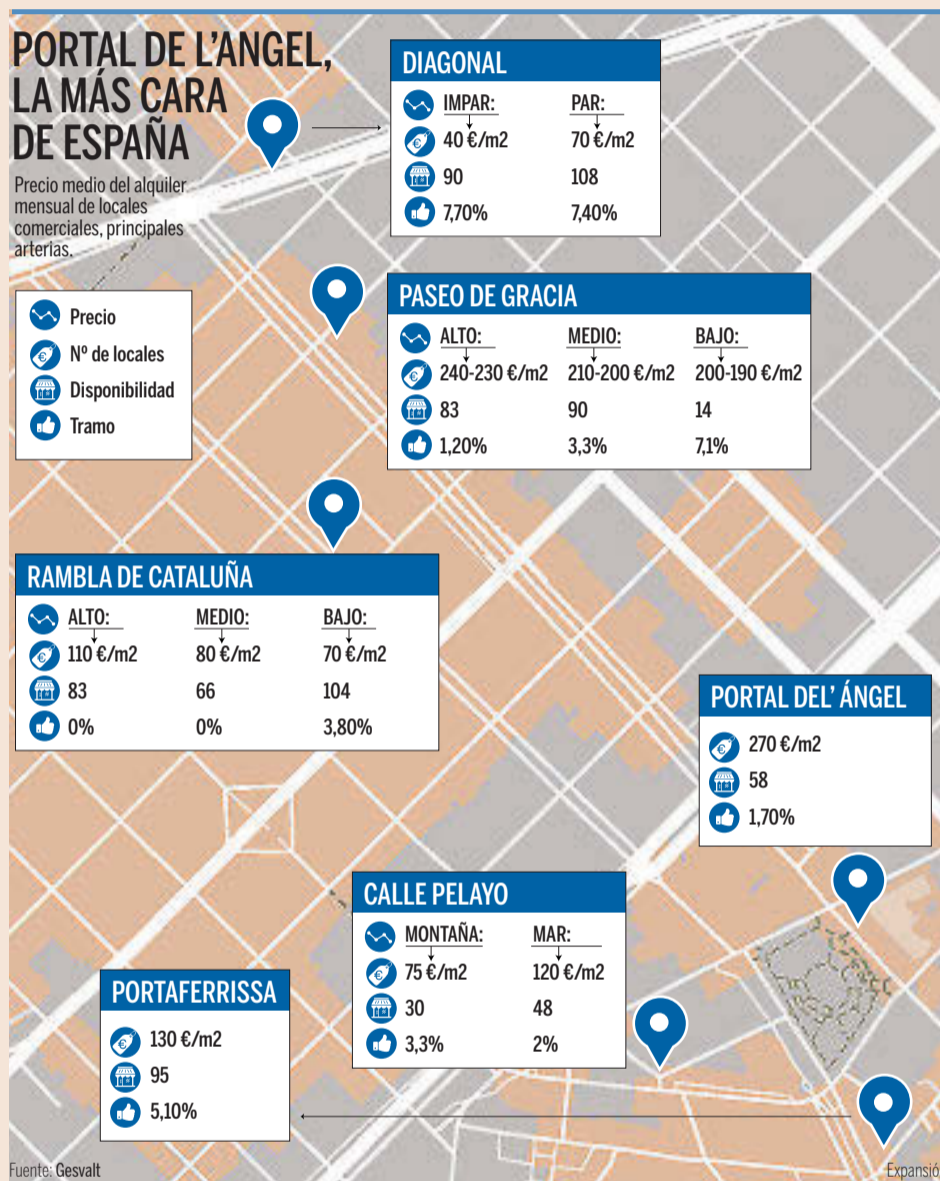 PORTAL DE L'ANGEL,
LA MÁS CARA
DE ESPAÑA
Precio medio del alquiler
mensual de locales
comerciales, principales
arterias.
Precio
Nº de locales
Disponibilidad
Tramo
DIAGONAL
IMPAR: PAR:
40 €/m2 70 €/m2
90 108
7,70% 7,40%
PASEO DE GRACIA
ALTO: MEDIO: BAJO:
240-230 €/m2 210-200 €/m2 200-190 €/m2
83 90 14
1,20% 3,3% 7,1%
RAMBLA DE CATALUÑA
ALTO: MEDIO: BAJO:
110 €/m2 80 €/m2 70 €/m2
83 66 104
0% 0% 3,80%
PORTAL DEL' ÁNGEL
270 €/m2
58
1,70%
CALLE PELAYO
MONTAÑA: MAR:
75 €/m2 120 €/m2
30 48
3,3% 2%
PORTAFERRISSA
130 €/m2
95
5,10%
Fuente: Gesvalt
Expansió